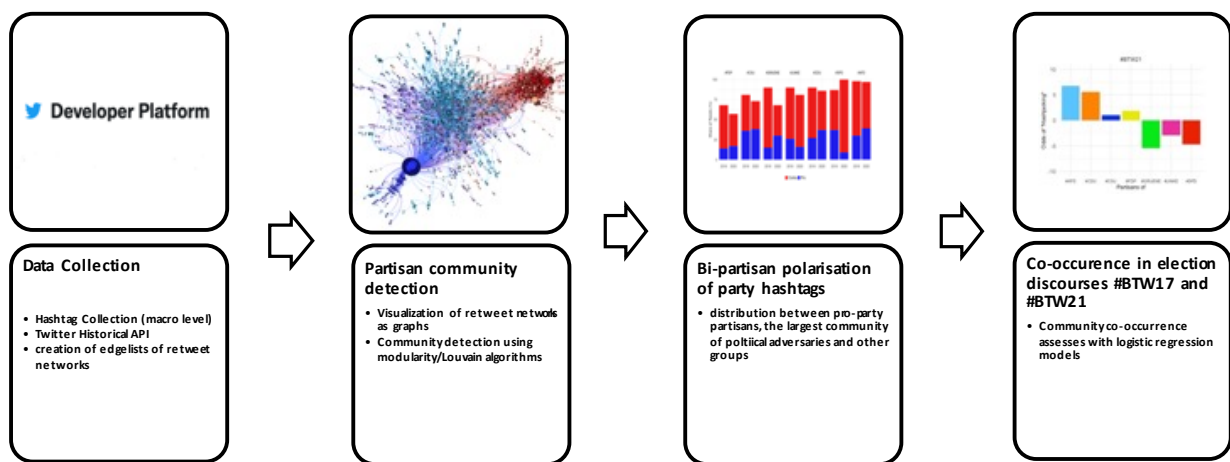 Developer Platform
#BTW21
Partisans of
Data Collection
• Hashtag Collection (macro level)
• Twitter Historical API
• creation of edgelists of retweet
networks
Partisan community
detection
• Visualization of retweet networks
as graphs
• Community detection using
modularity/Louvain algorithms
Bi-partisan polarisation
of party hashtags
• distribution between pro-party
partisans, the largest community
of poltiical adversaries and other
groups
Co-occurence in election
discourses #BTW17 and
#BTW21
• Community co-occurrence
assesses with logistic regression
models